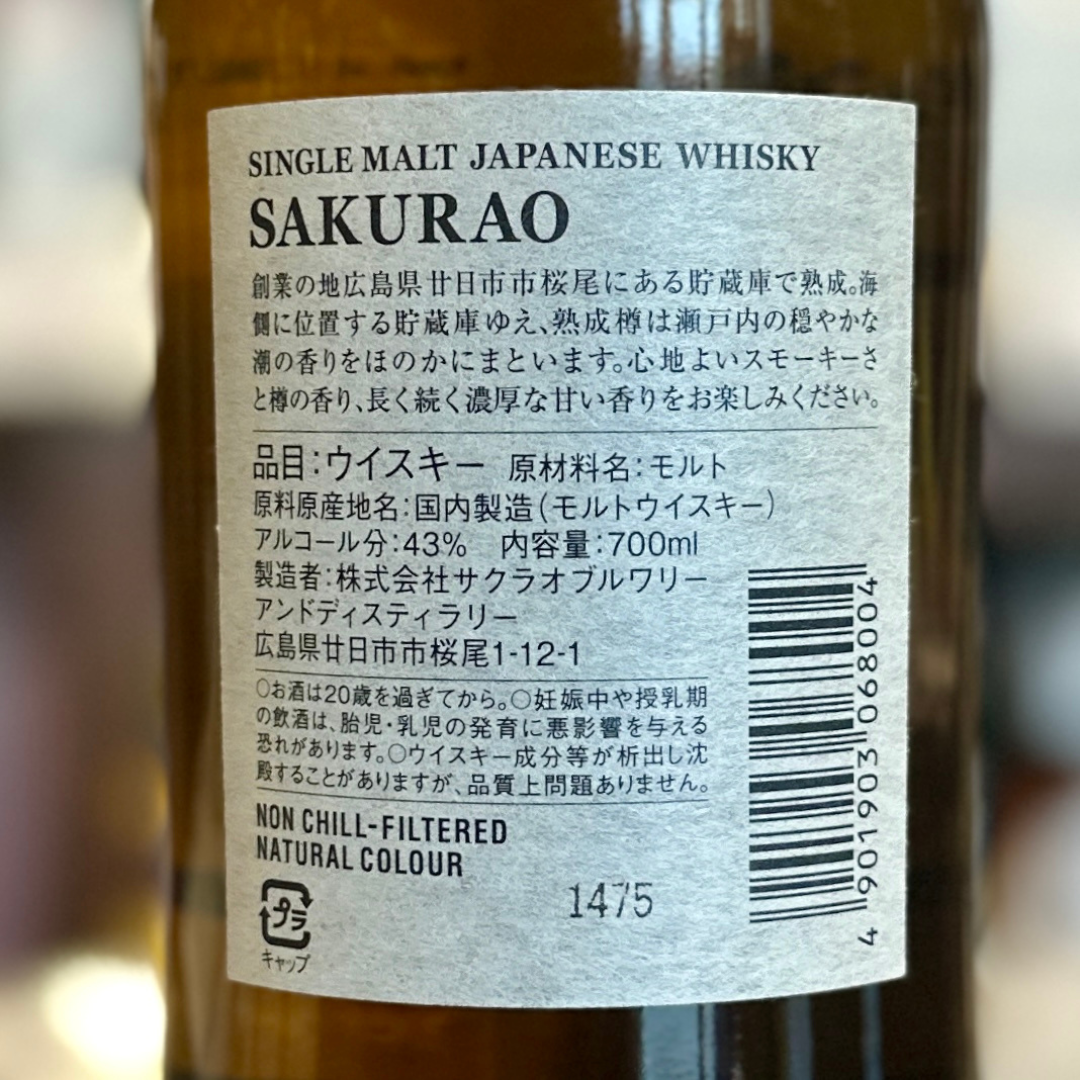 SINGLE MALT JAPANESE WHISKY
SAKURAO
創業の地広島県廿日市市桜尾にある貯蔵庫で熟成。海
側に位置する貯蔵庫ゆえ、熟成樽は瀬戸内の穏やかな
潮の香りをほのかにまといます。心地よいスモーキーさ
と樽の香り、長く続く濃厚な甘い香りをお楽しみください。
品目:ウイスキー 原材料名:モルト
原料原産地名:国内製造(モルトウイスキー)
アルコール分:43% 内容量:700ml
製造者:株式会社サクラオブルワリー
アンドディスティラリー
広島県廿日市市桜尾1-12-1
○お酒は20歳を過ぎてから。○妊娠中や授乳期
の飲酒は、胎児・乳児の発育に悪影響を与える
恐れがあります。○ウイスキー成分等が析出し沈
殿することがありますが、品質上問題ありません。
NON CHILL-FILTERED
NATURAL COLOUR
プラ
キャップ
1475
4 901903 068004